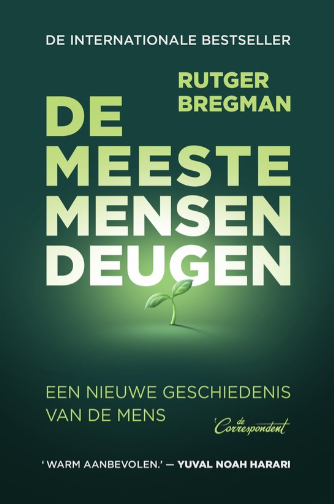 DE INTERNATIONALE BESTSELLER
RUTGER
BREGMAN
DE
MEESTE
MENSEN
DEUGEN
EEN NIEUWE GESCHIEDENIS
VAN DE MENS
de
Correspondent
‘WARM AANBEVOLEN.’ — YUVAL NOAH HARARI